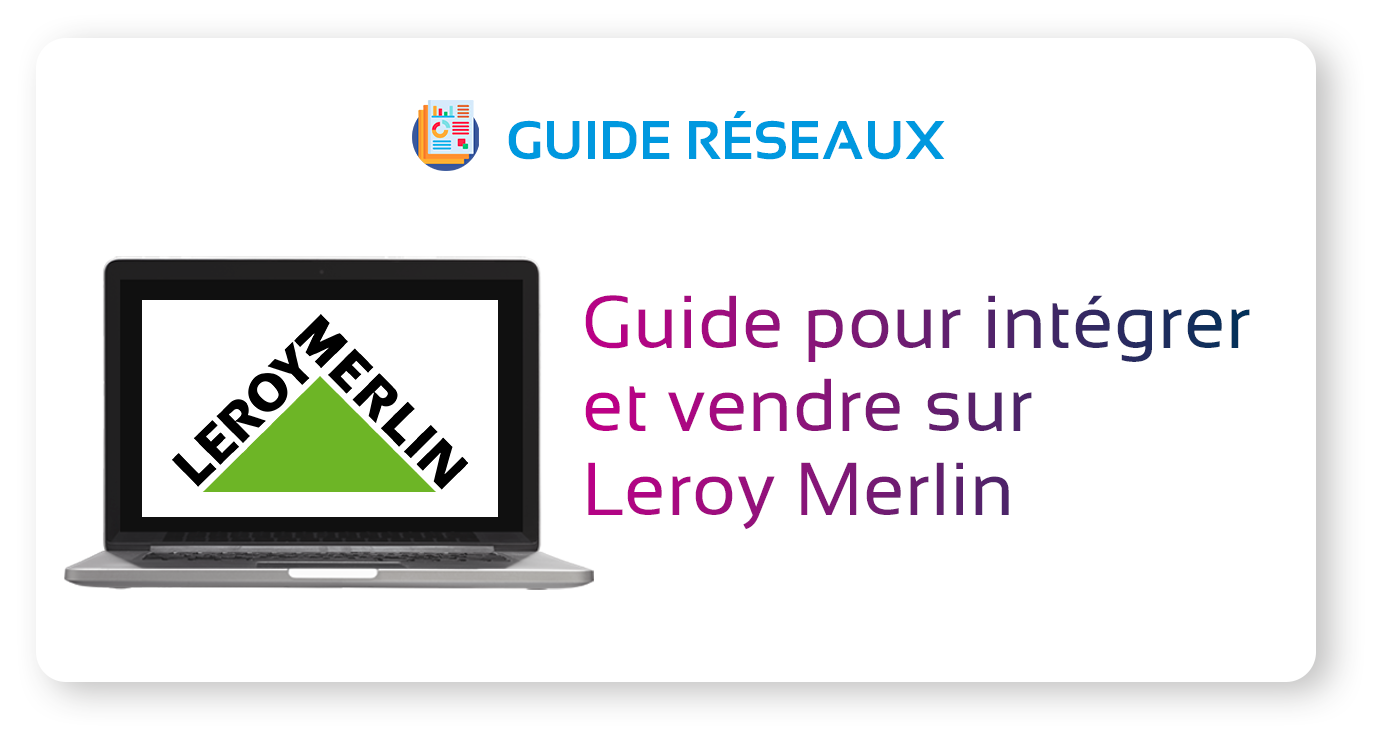 GUIDE RÉSEAUX
LEROY MERLIN
Guide pour intégrer
et vendre sur
Leroy Merlin